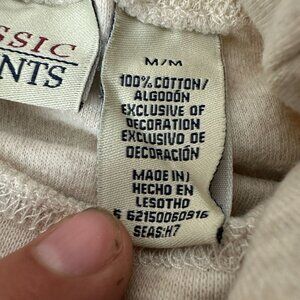 SSIC
NTS
M/M
100% COTTON/
ALGODÓN
EXCLUSIVE OF
DECORATION
EXCLUSIVO DE
DECORACIÓN
MADE IN/
HECHO EN
LESOTHO
6 62150060916
SEAS:H7